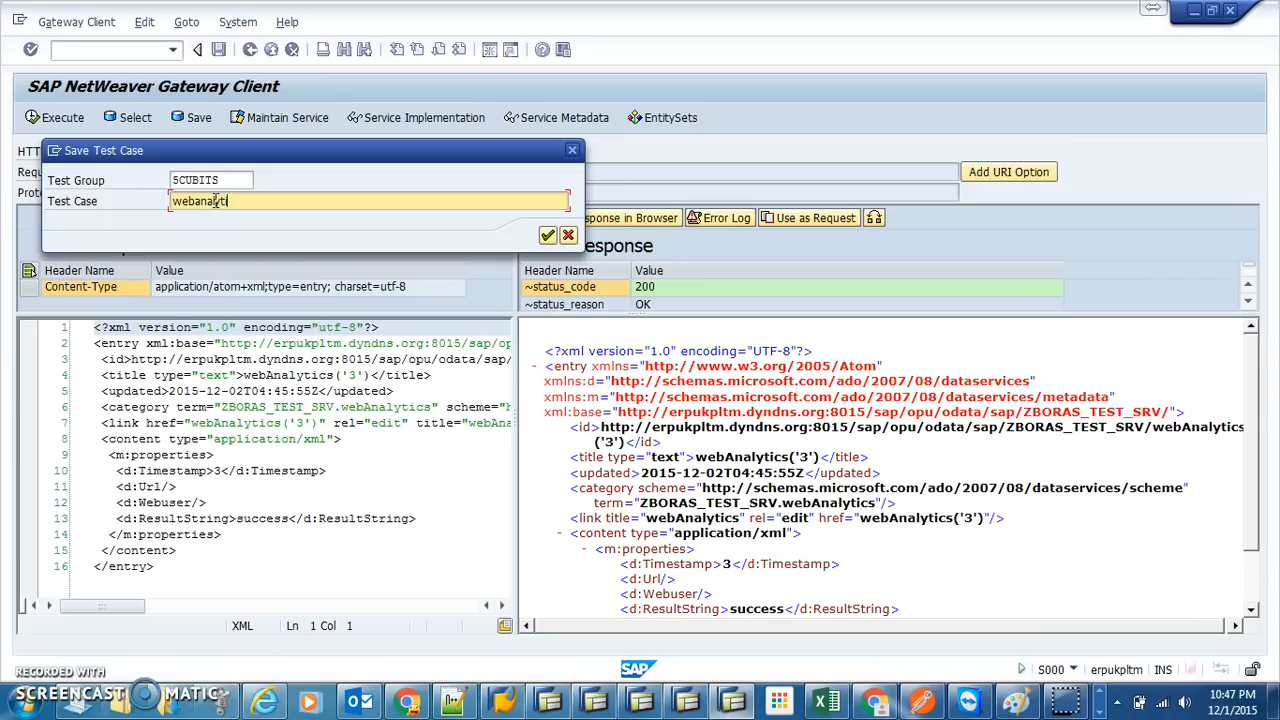 Gateway Client Edit Goto System Help
SAP NetWeaver Gateway Client
Execute Select Save Maintain Service Service Implementation Service Metadata EntitySets
HTT
Save Test Case
Requ
Add URI Option
Proto
Test Group 5CUBITS
Test Case webanalyti
esponse in Browser Error Log Use as Request
esponse
Header Name Value
Content-Type application/atom+xml;type=entry; charset=utf-8
Header Name Value
~status_code 200
~status_reason OK
1 <?xml version="1.0" encoding="utf-8"?>
2 <entry xml:base="http://erpukpltm.dyndns.org:8015/sap/op
3 <id>http://erpukpltm.dyndns.org:8015/sap/opu/odata/sap/
4 <title type="text">webAnalytics('3')</title>
5 <updated>2015-12-02T04:45:55Z</updated>
6 <category term="ZBORAS_TEST_SRV.webAnalytics" scheme="h
7 <link href="webAnalytics('3')" rel="edit" title="webAna
8 <content type="application/xml">
9 <m:properties>
10 <d:Timestamp>3</d:Timestamp>
11 <d:Url/>
12 <d:Webuser/>
13 <d:ResultString>success</d:ResultString>
14 </m:properties>
15 </content>
16 </entry>
XML Ln 1 Col 1
<?xml version="1.0" encoding="UTF-8"?>
- <entry xmlns="http://www.w3.org/2005/Atom"
xmlns:d="http://schemas.microsoft.com/ado/2007/08/dataservices"
xmlns:m="http://schemas.microsoft.com/ado/2007/08/dataservices/metadata"
xml:base="http://erpukpltm.dyndns.org:8015/sap/opu/odata/sap/ZBORAS_TEST_SRV/">
<id>http://erpukpltm.dyndns.org:8015/sap/opu/odata/sap/ZBORAS_TEST_SRV/webAnalytics
('3')</id>
<title type="text">webAnalytics('3')</title>
<updated>2015-12-02T04:45:55Z</updated>
<category scheme="http://schemas.microsoft.com/ado/2007/08/dataservices/scheme"
term="ZBORAS_TEST_SRV.webAnalytics"/>
<link title="webAnalytics" rel="edit" href="webAnalytics('3')"/>
- <content type="application/xml">
- <m:properties>
<d:Timestamp>3</d:Timestamp>
<d:Url/>
<d:Webuser/>
<d:ResultString>success</d:ResultString>
SAP
S000 erpukpltm INS
RECORDED WITH
SCREENCAST MATIC
10:47 PM
12/1/2015